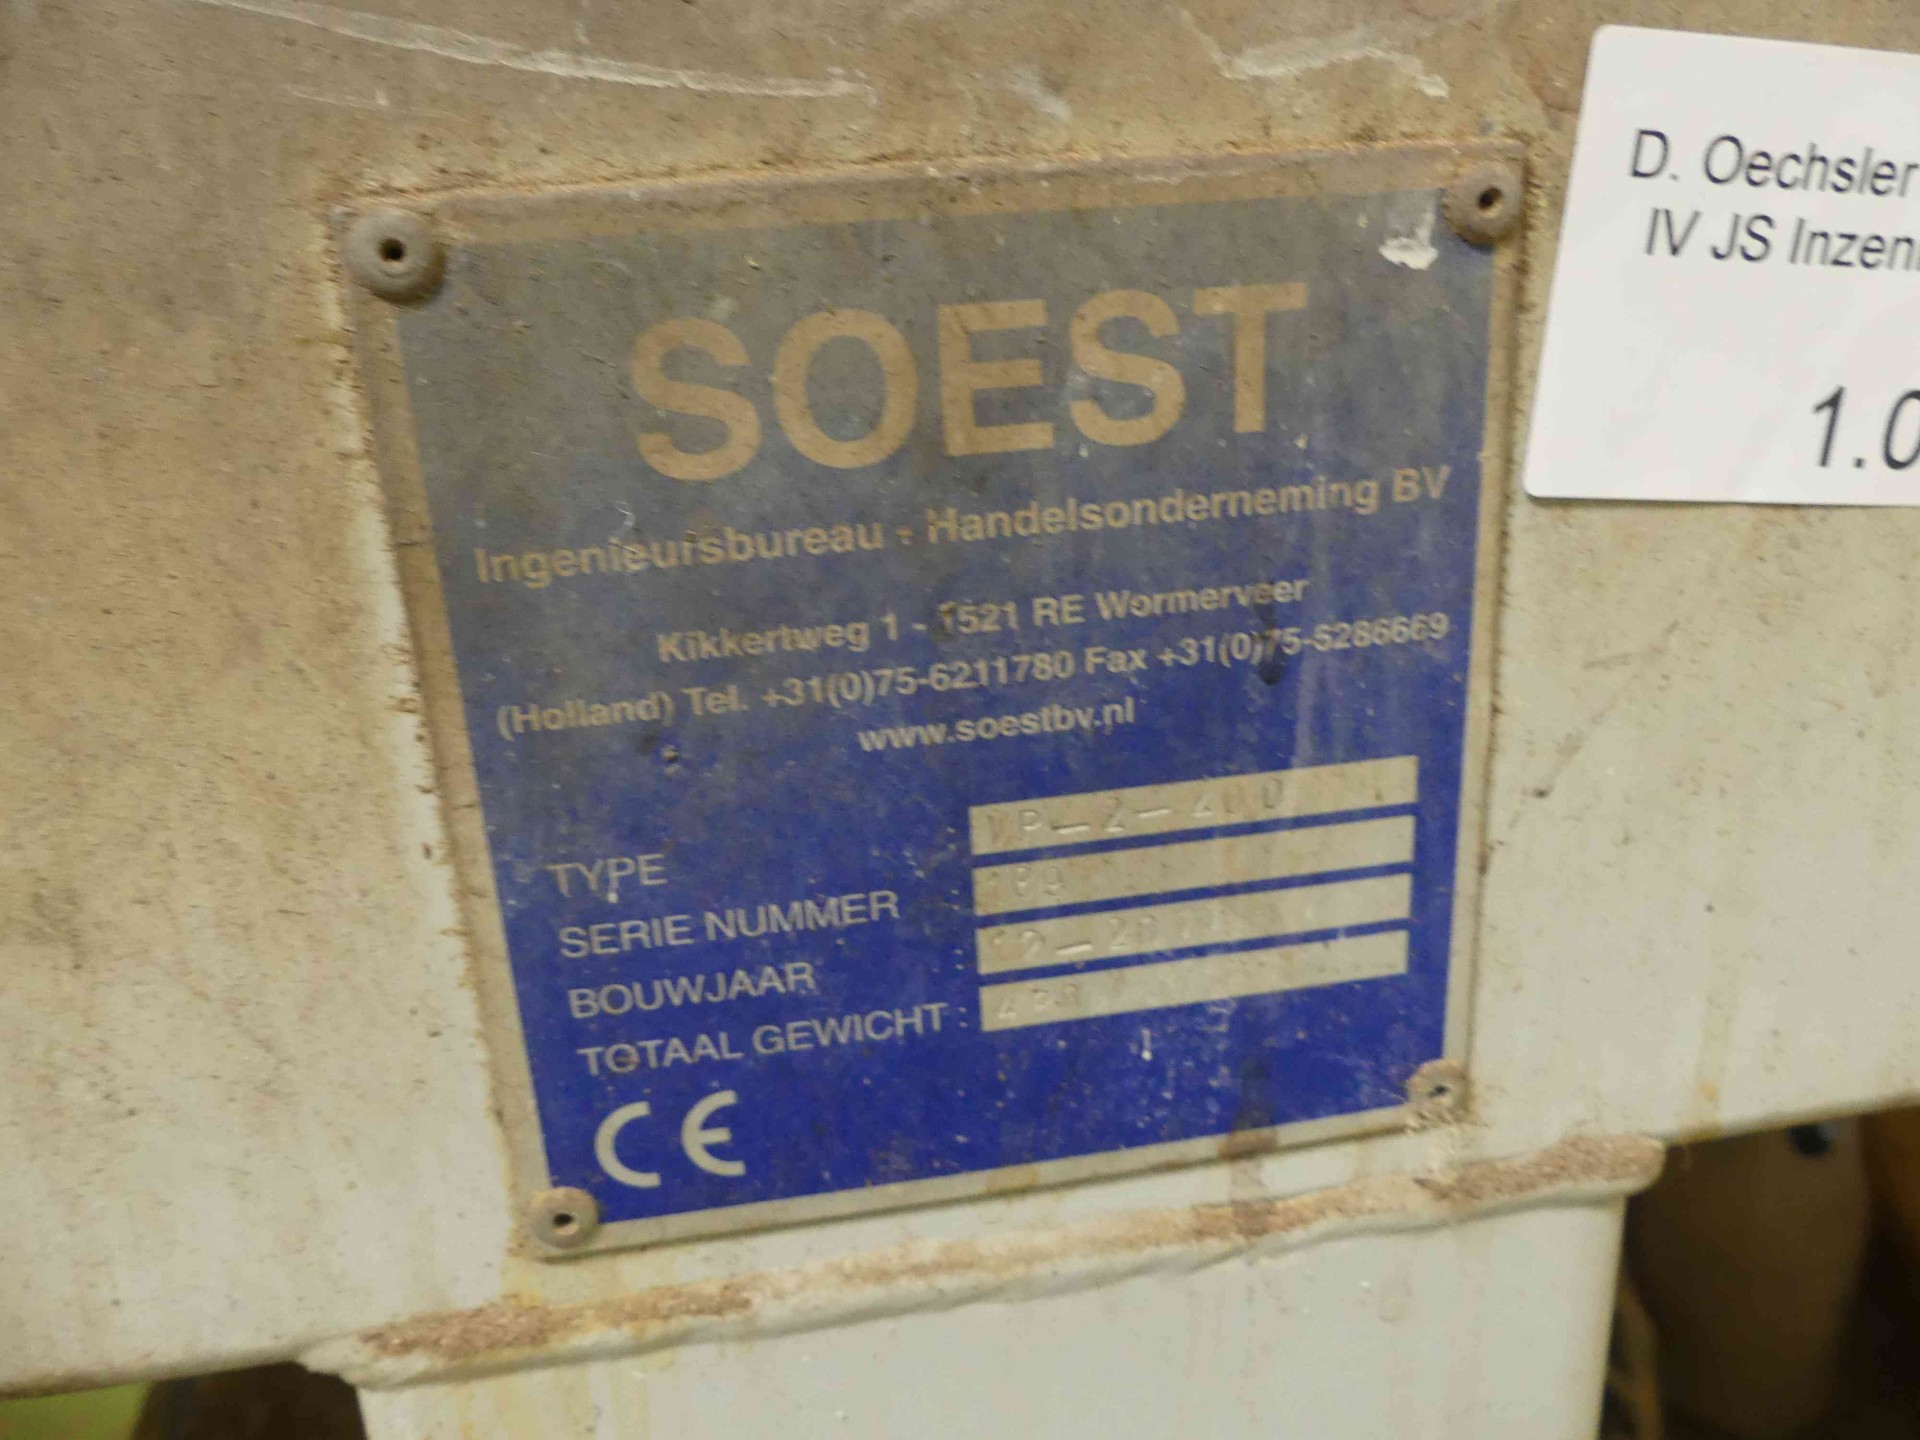 SOEST
Ingenieursbureau - Handelsonderneming BV
Kikkertweg 1 - 1521 RE Wormerveer
(Holland) Tel. +31(0)75-6211780 Fax +31(0)75-5286669
www.soestbv.nl
TYPE :
SERIE NUMMER :
BOUWJAAR :
TOTAAL GEWICHT :
CE
D. Oechsler
IV JS
1.0